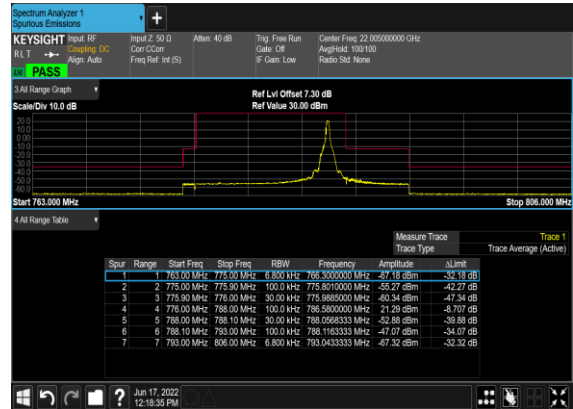 Spectrum Analyzer 1
Spurious Emissions
+
KEYSIGHT Input: RF Input Z: 50 Ω Atten: 40 dB Trig: Free Run Center Freq: 22.005000000 GHz
RLT Coupling: DC Corr CCorr Gate: Off Avg|Hold: 100/100
Align: Auto Freq Ref: Int (S) IF Gain: Low Radio Std: None
PASS
3 All Range Graph
Ref Lvl Offset 7.30 dB
Scale/Div 10.0 dB Ref Value 30.00 dBm
20.0
10.0
0.00
-10.0
-20.0
-30.0
-40.0
-50.0
-60.0
Start 763.000 MHz Stop 806.000 MHz
4 All Range Table
Measure Trace Trace 1
Trace Type Trace Average (Active)
Spur Range Start Freq Stop Freq RBW Frequency Amplitude ΔLimit
1 1 763.00 MHz 775.00 MHz 6.800 kHz 766.3000000 MHz -67.18 dBm -32.18 dB
2 2 775.00 MHz 775.90 MHz 100.0 kHz 775.8010000 MHz -55.27 dBm -42.27 dB
3 3 775.90 MHz 776.00 MHz 30.00 kHz 775.9885000 MHz -60.34 dBm -47.34 dB
4 4 776.00 MHz 788.00 MHz 100.0 kHz 786.5800000 MHz 21.29 dBm -8.707 dB
5 5 788.00 MHz 788.10 MHz 30.00 kHz 788.0568333 MHz -52.88 dBm -39.88 dB
6 6 788.10 MHz 793.00 MHz 100.0 kHz 788.1163333 MHz -47.07 dBm -34.07 dB
7 7 793.00 MHz 806.00 MHz 6.800 kHz 793.0433333 MHz -67.32 dBm -32.32 dB
? Jun 17, 2022
12:18:35 PM